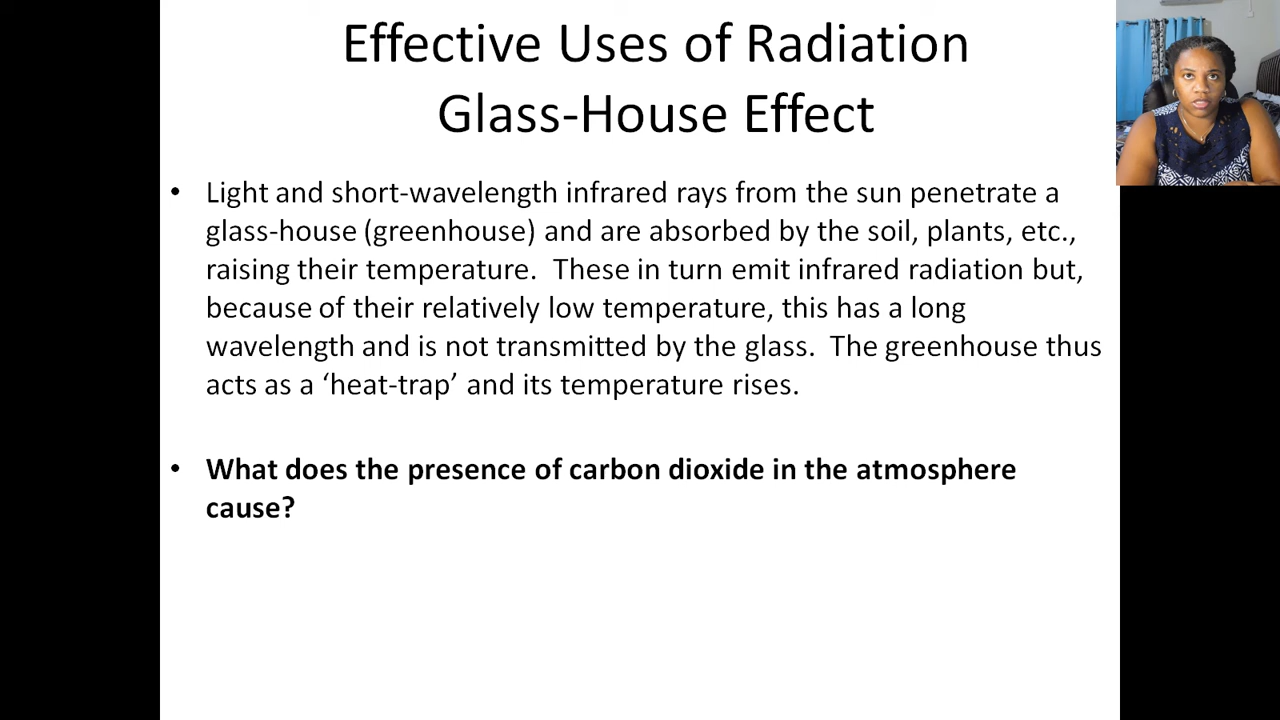 Effective Uses of Radiation
Glass-House Effect
• Light and short-wavelength infrared rays from the sun penetrate a
glass-house (greenhouse) and are absorbed by the soil, plants, etc.,
raising their temperature.  These in turn emit infrared radiation but,
because of their relatively low temperature, this has a long
wavelength and is not transmitted by the glass.  The greenhouse thus
acts as a ‘heat-trap’ and its temperature rises.
• What does the presence of carbon dioxide in the atmosphere
cause?